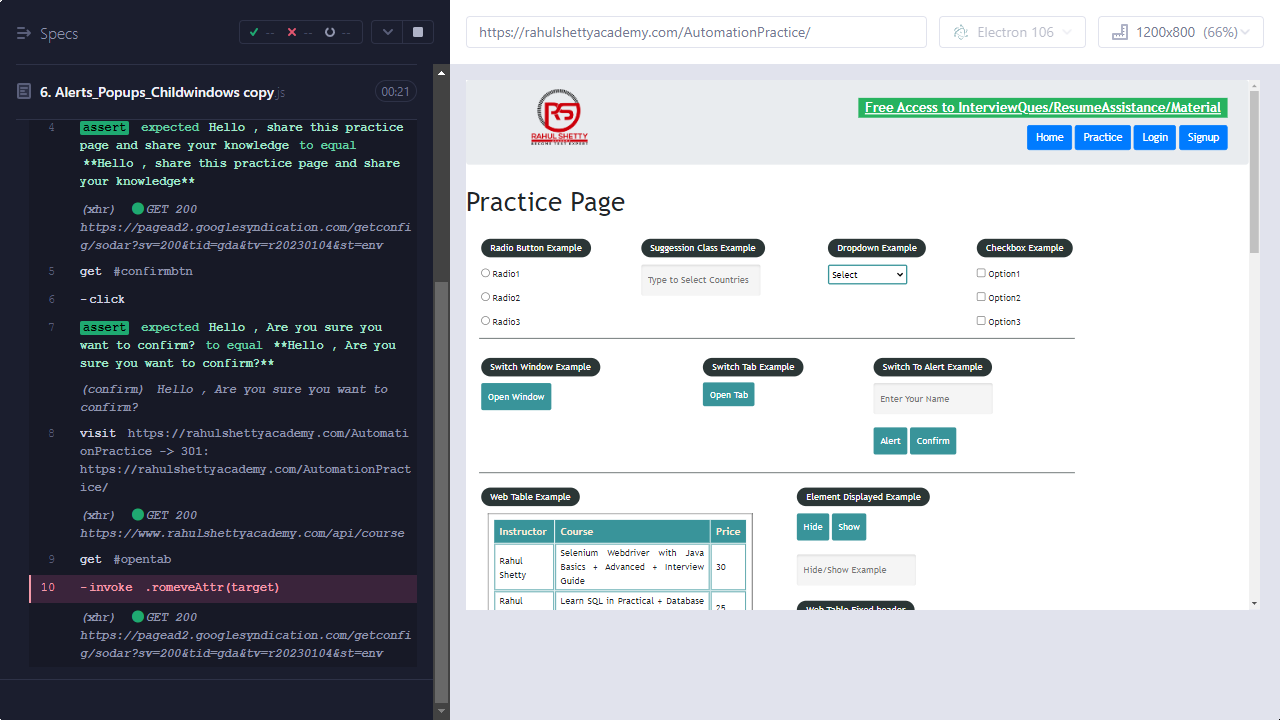 Specs
-- -- --
https://rahulshettyacademy.com/AutomationPractice/
Electron 106
1200x800 (66%)
6. Alerts_Popups_Childwindows copy.js
00:21
4 assert expected Hello , share this practice
page and share your knowledge to equal
**Hello , share this practice page and share
your knowledge**
(xhr) GET 200
https://pagead2.googlesyndication.com/getconfi
g/sodar?sv=200&tid=gda&tv=r20230104&st=env
5 get #confirmbtn
6 -click
7 assert expected Hello , Are you sure you
want to confirm? to equal **Hello , Are you
sure you want to confirm?**
(confirm) Hello , Are you sure you want to
confirm?
8 visit https://rahulshettyacademy.com/Automati
onPractice -> 301:
https://rahulshettyacademy.com/AutomationPract
ice/
(xhr) GET 200
https://www.rahulshettyacademy.com/api/course
9 get #opentab
10 -invoke .romeveAttr(target)
(xhr) GET 200
https://pagead2.googlesyndication.com/getconfi
g/sodar?sv=200&tid=gda&tv=r20230104&st=env
RS
RAHUL SHETTY
BECOME TEST EXPERT
Free Access to InterviewQues/ResumeAssistance/Material
Home Practice Login Signup
Practice Page
Radio Button Example
Radio1
Radio2
Radio3
Suggession Class Example
Type to Select Countries
Dropdown Example
Select
Checkbox Example
Option1
Option2
Option3
Switch Window Example
Open Window
Switch Tab Example
Open Tab
Switch To Alert Example
Enter Your Name
Alert Confirm
Web Table Example
Instructor Course Price
Rahul Shetty Selenium Webdriver with Java Basics + Advanced + Interview Guide 30
Rahul Learn SQL in Practical + Database 25
Element Displayed Example
Hide Show
Hide/Show Example
Web Table Fixed header